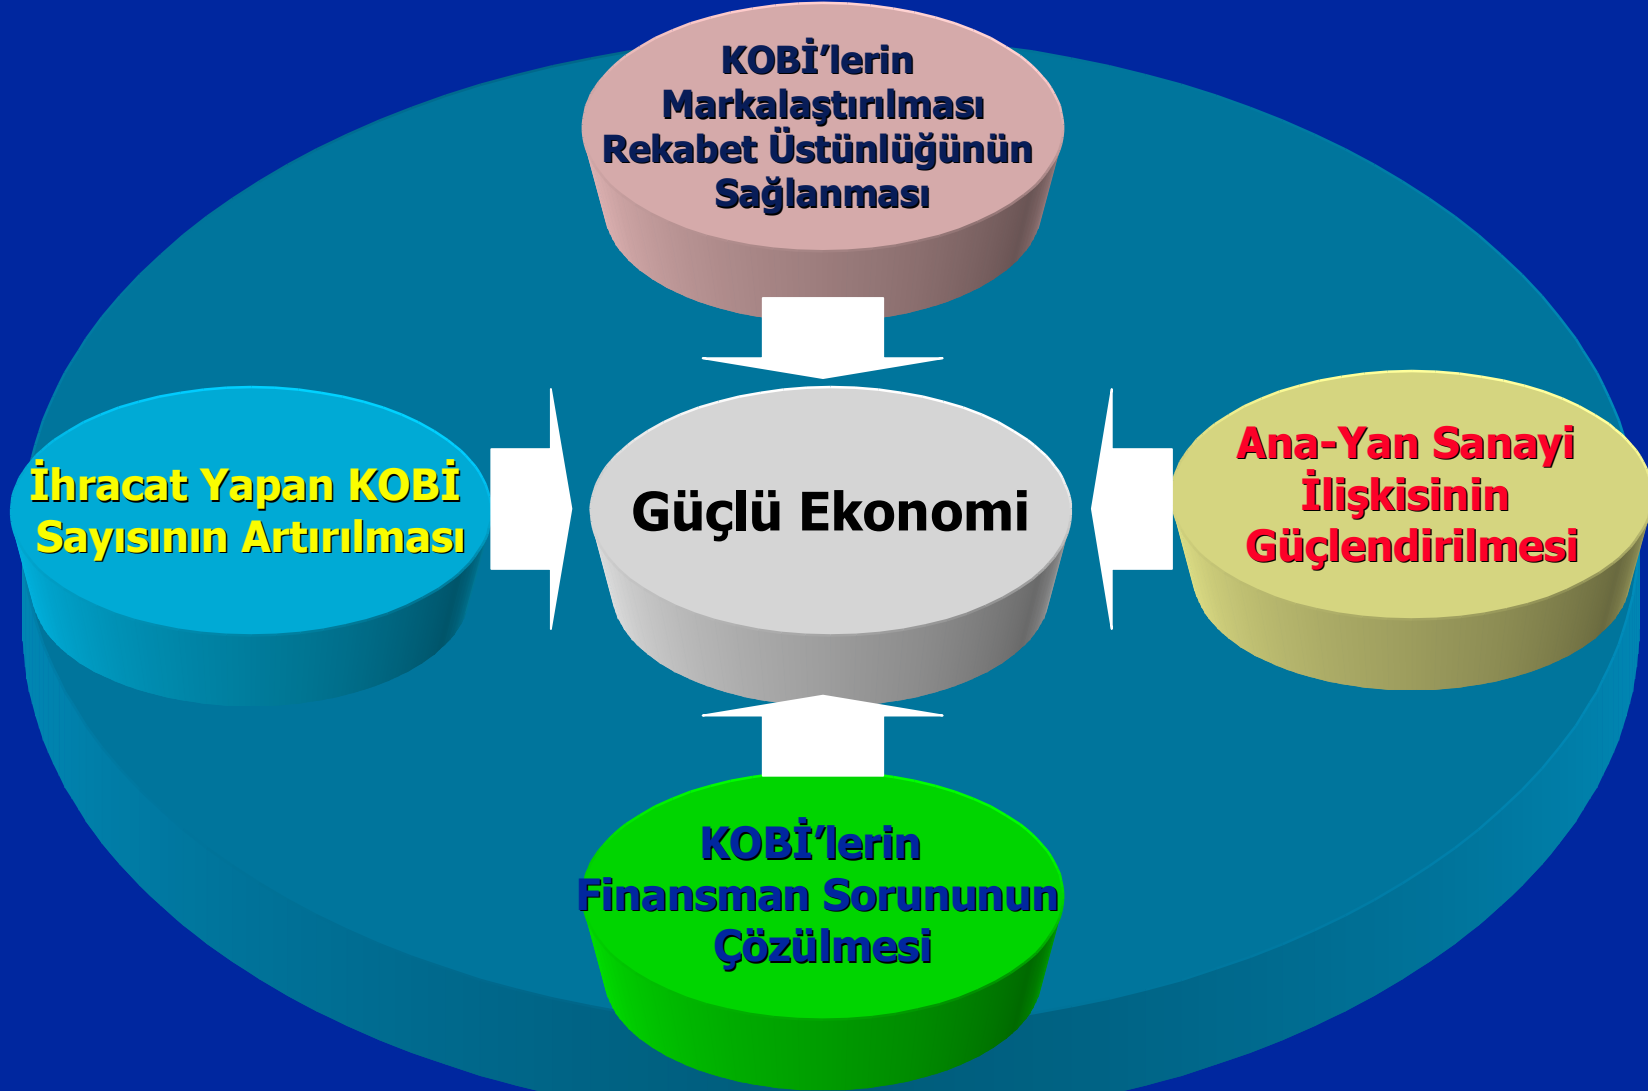 KOBİ’lerin
Markalaştırılması
Rekabet Üstünlüğünün
Sağlanması
İhracat Yapan KOBİ
Sayısının Artırılması
Güçlü Ekonomi
Ana-Yan Sanayi
İlişkisinin
Güçlendirilmesi
KOBİ’lerin
Finansman Sorununun
Çözülmesi